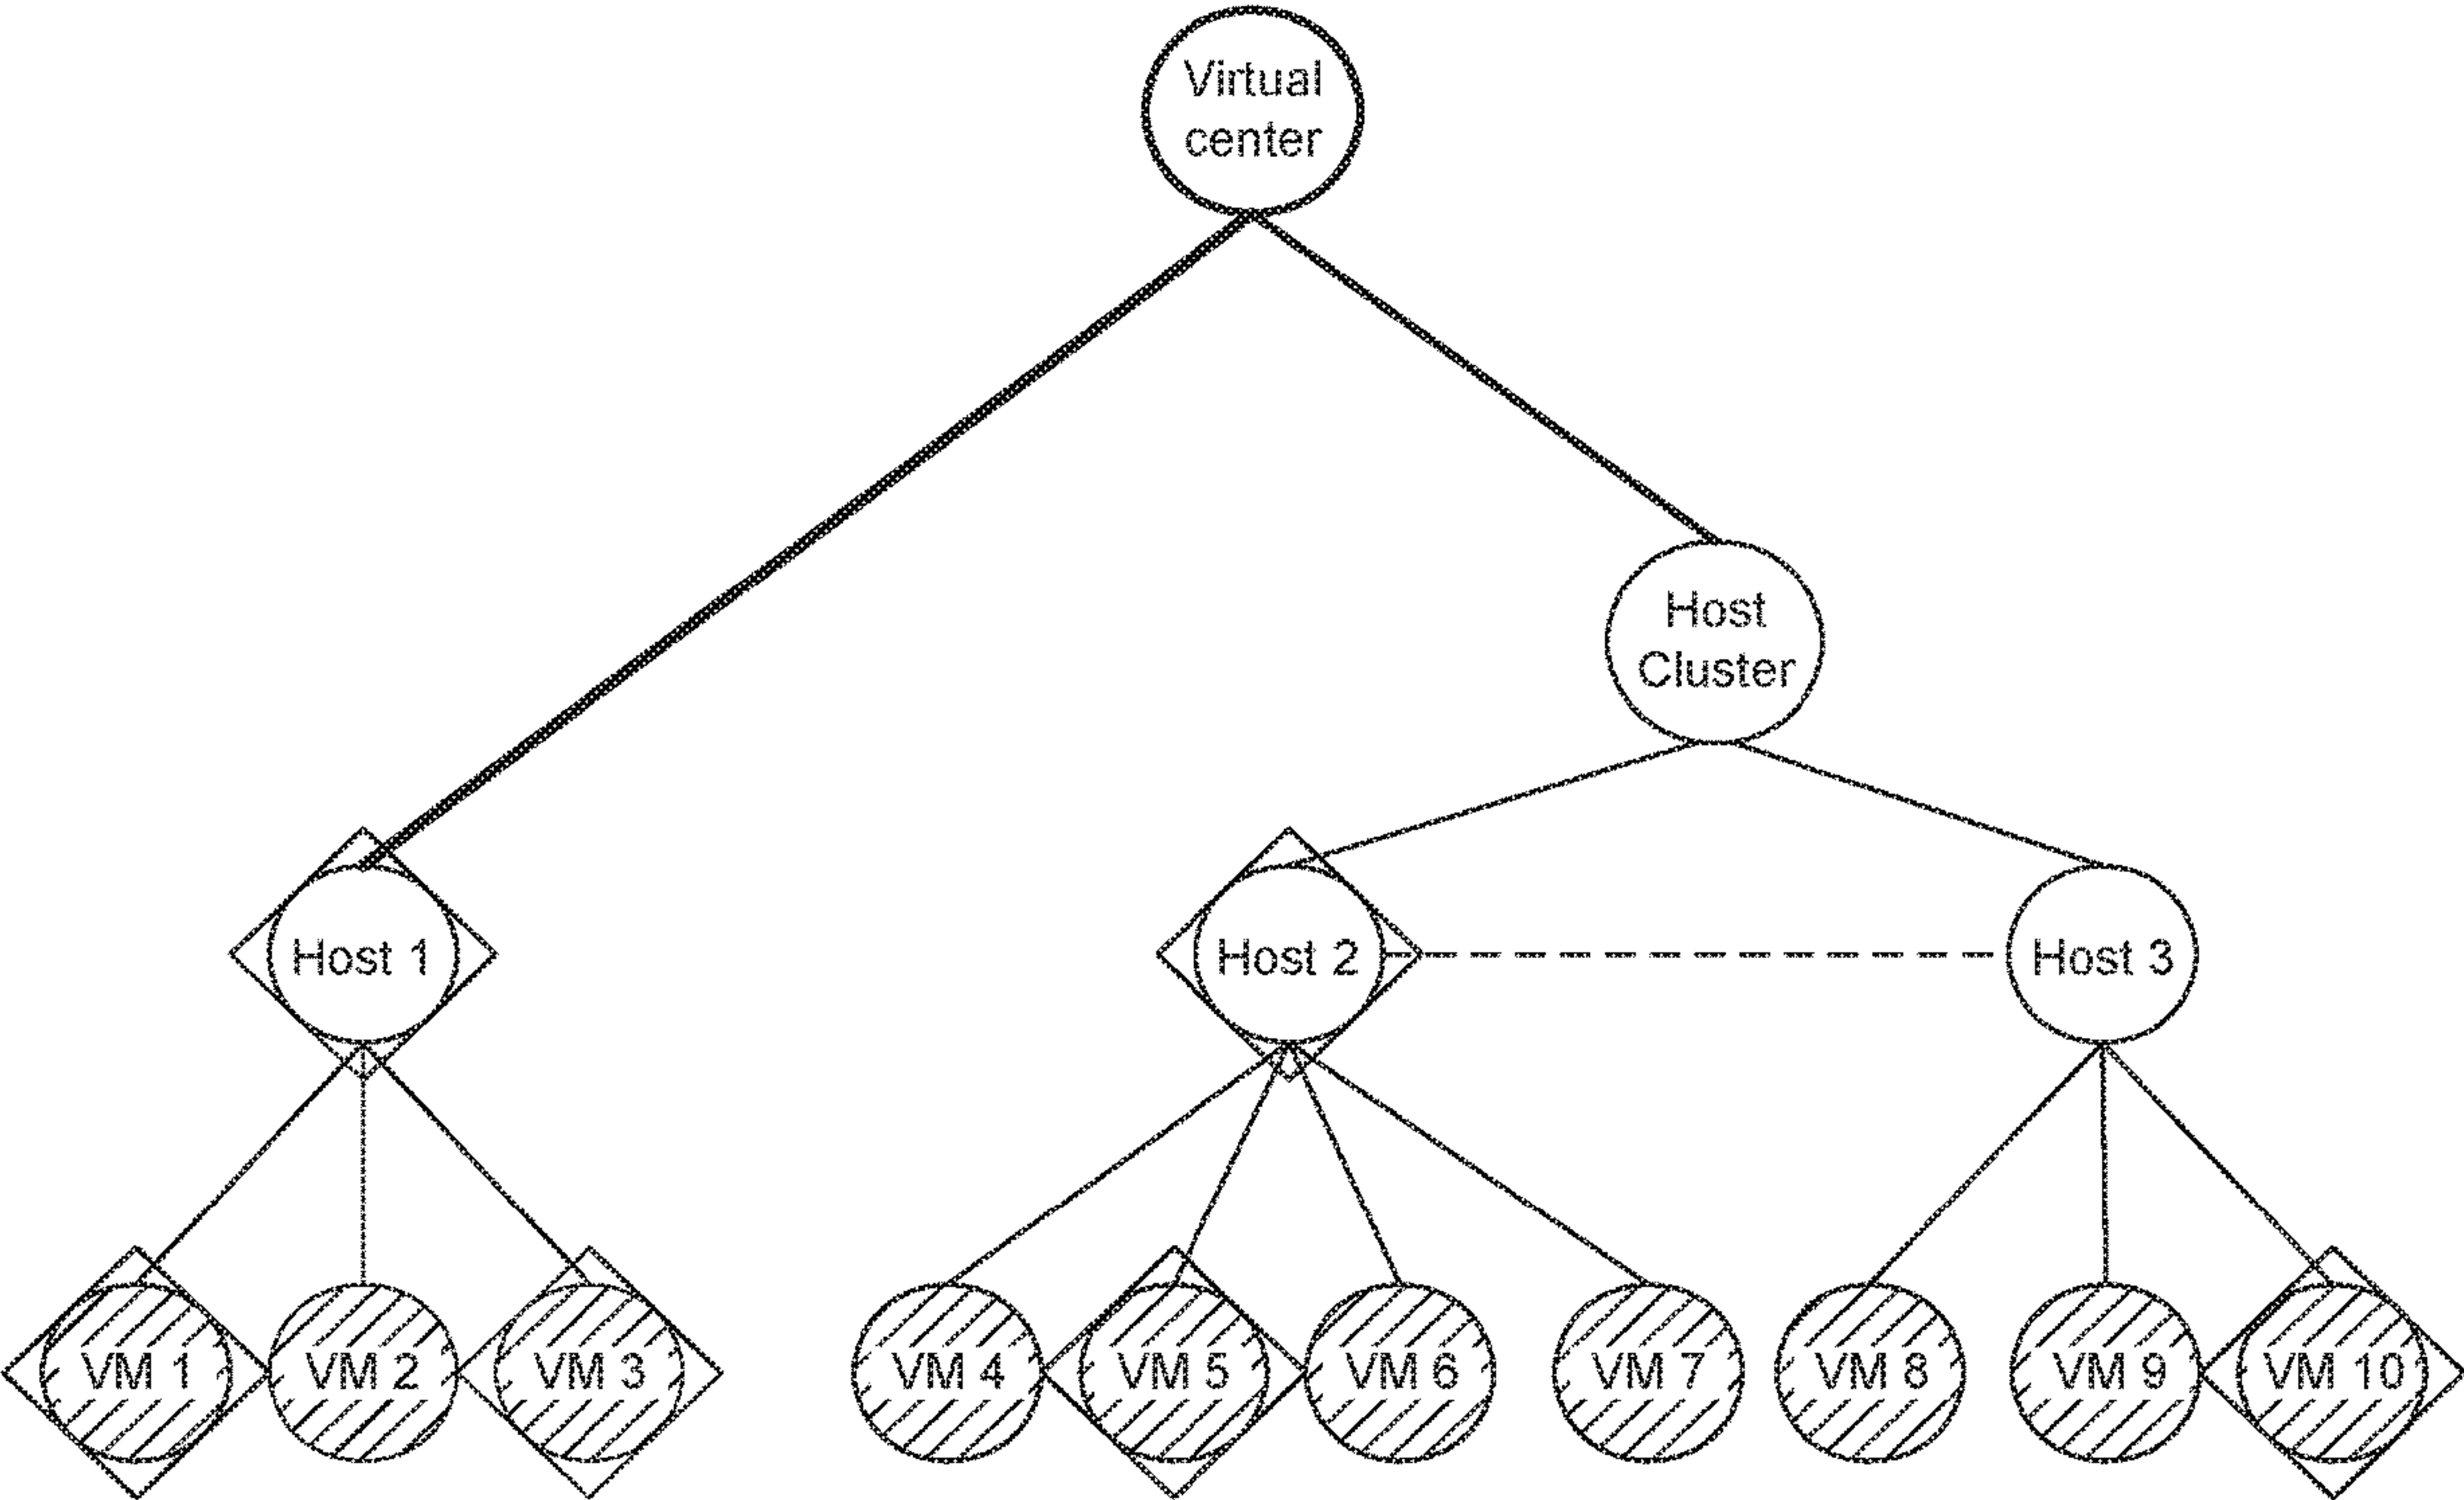 Virtual
center
Host
Cluster
Host 1
Host 2
Host 3
VM 1
VM 2
VM 3
VM 4
VM 5
VM 6
VM 7
VM 8
VM 9
VM 10